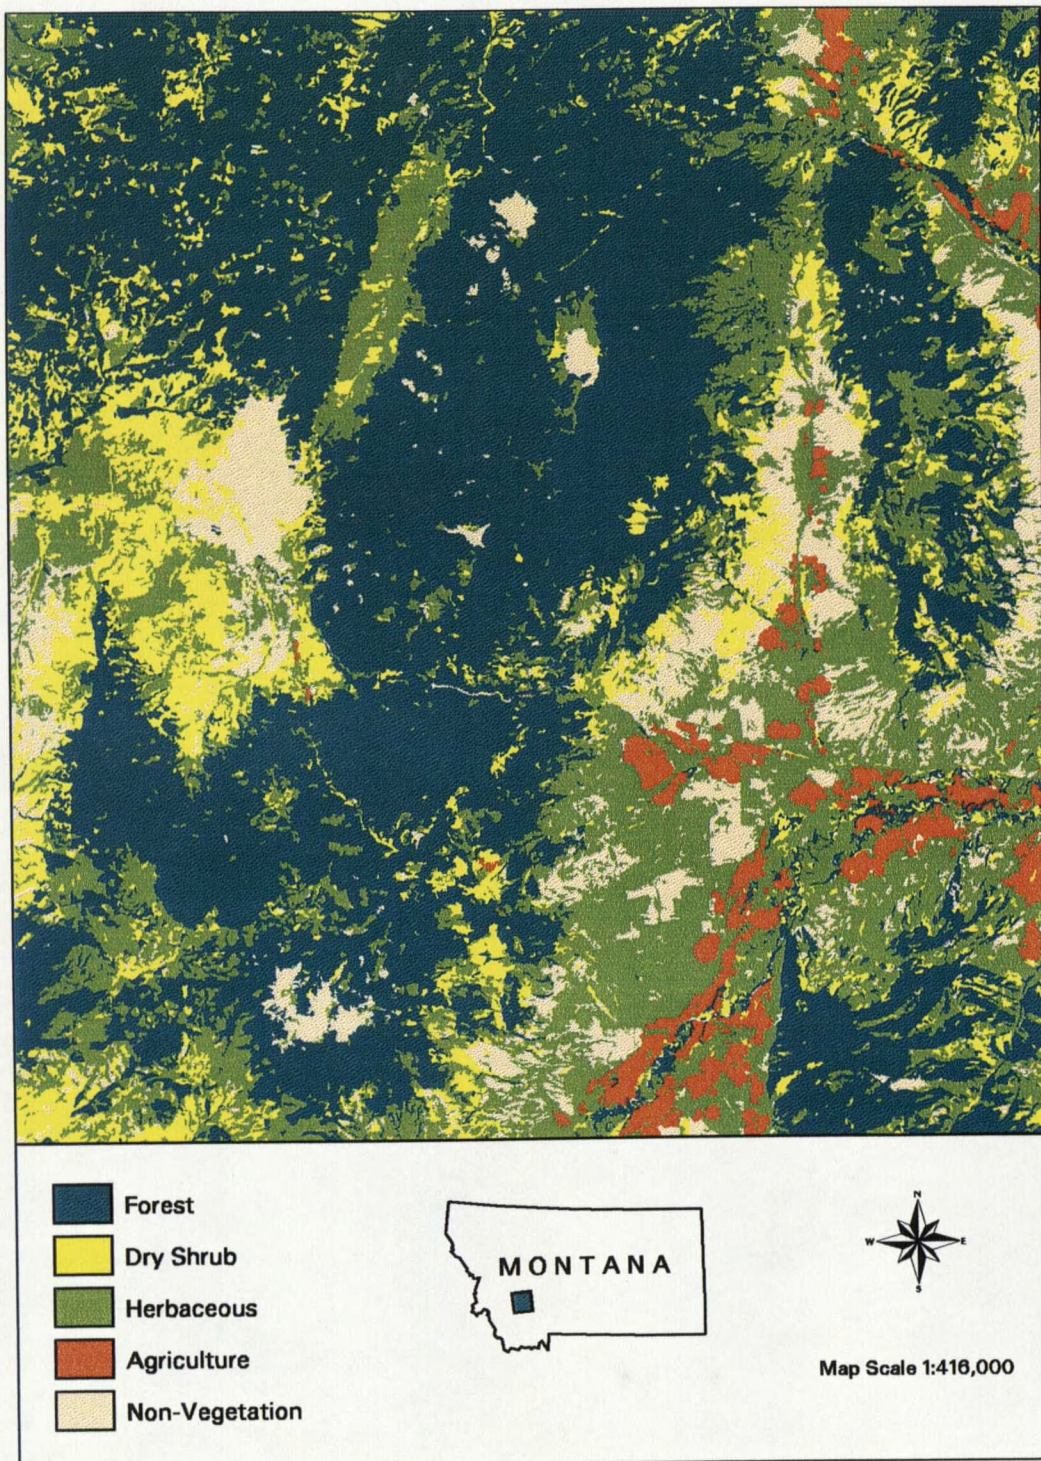 Forest
Dry Shrub
Herbaceous
Agriculture
Non-Vegetation
MONTANA
N
W
E
S
Map Scale 1:416,000